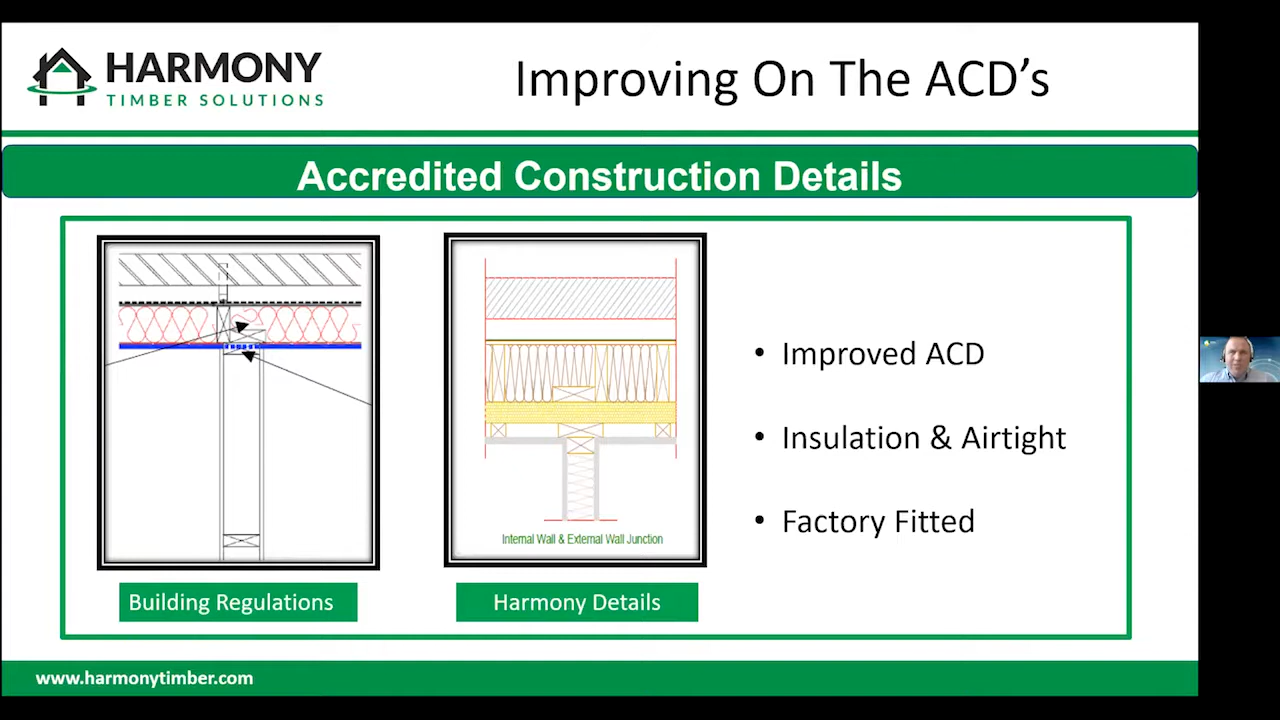 HARMONY
TIMBER SOLUTIONS
Improving On The ACD's
Accredited Construction Details
• Improved ACD
• Insulation & Airtight
• Factory Fitted
Internal Wall & External Wall Junction
Building Regulations
Harmony Details
www.harmonytimber.com